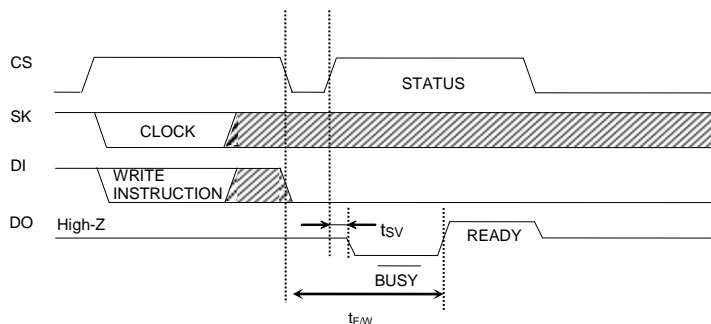 CS
STATUS
SK
CLOCK
DI
WRITE
INSTRUCTION
DO
High-Z
tSV
READY
BUSY
tE/W